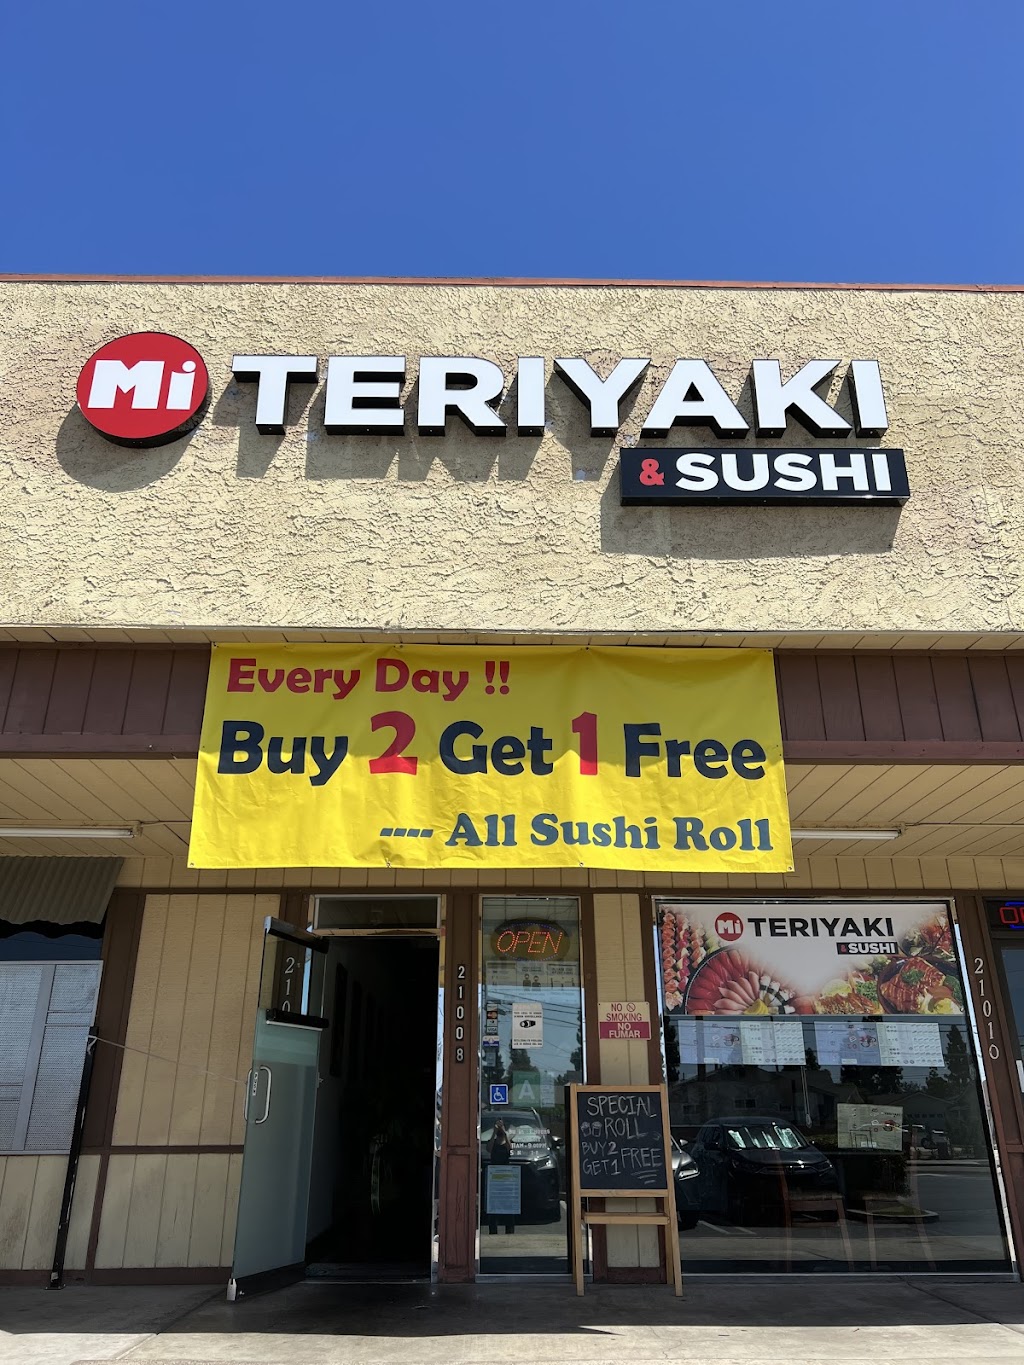 Mi TERIYAKI
& SUSHI
Every Day !!
Buy 2 Get 1 Free
---- All Sushi Roll
OPEN
Mi TERIYAKI
& SUSHI
210
21008
21010
NO
SMOKING
NO
FUMAR
A
SPECIAL
ROLL
BUY 2
GET 1 FREE